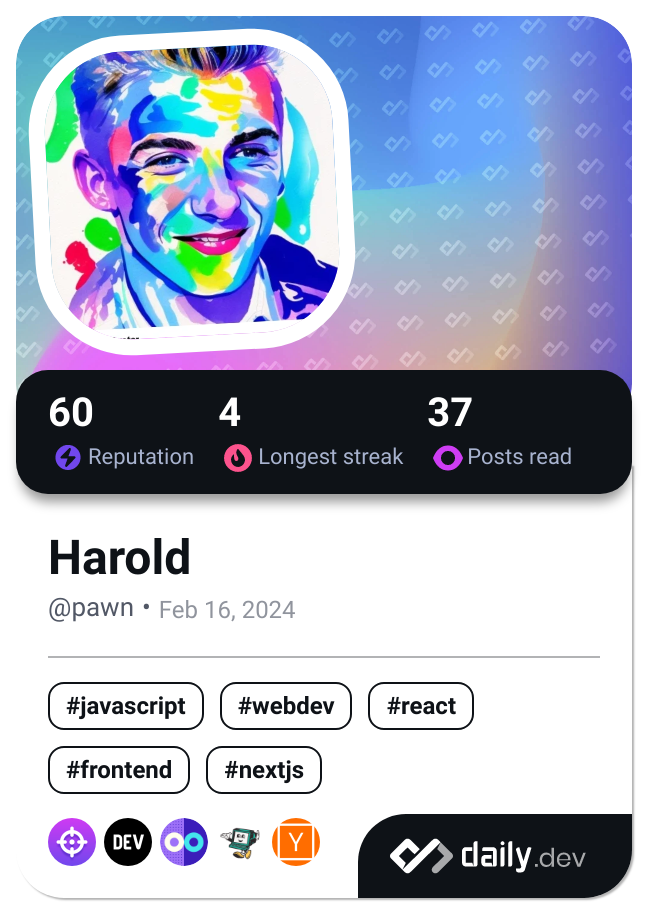 60 4 37
Reputation Longest streak Posts read
Harold
@pawn • Feb 16, 2024
#javascript #webdev #react
#frontend #nextjs
DEV Y
daily.dev